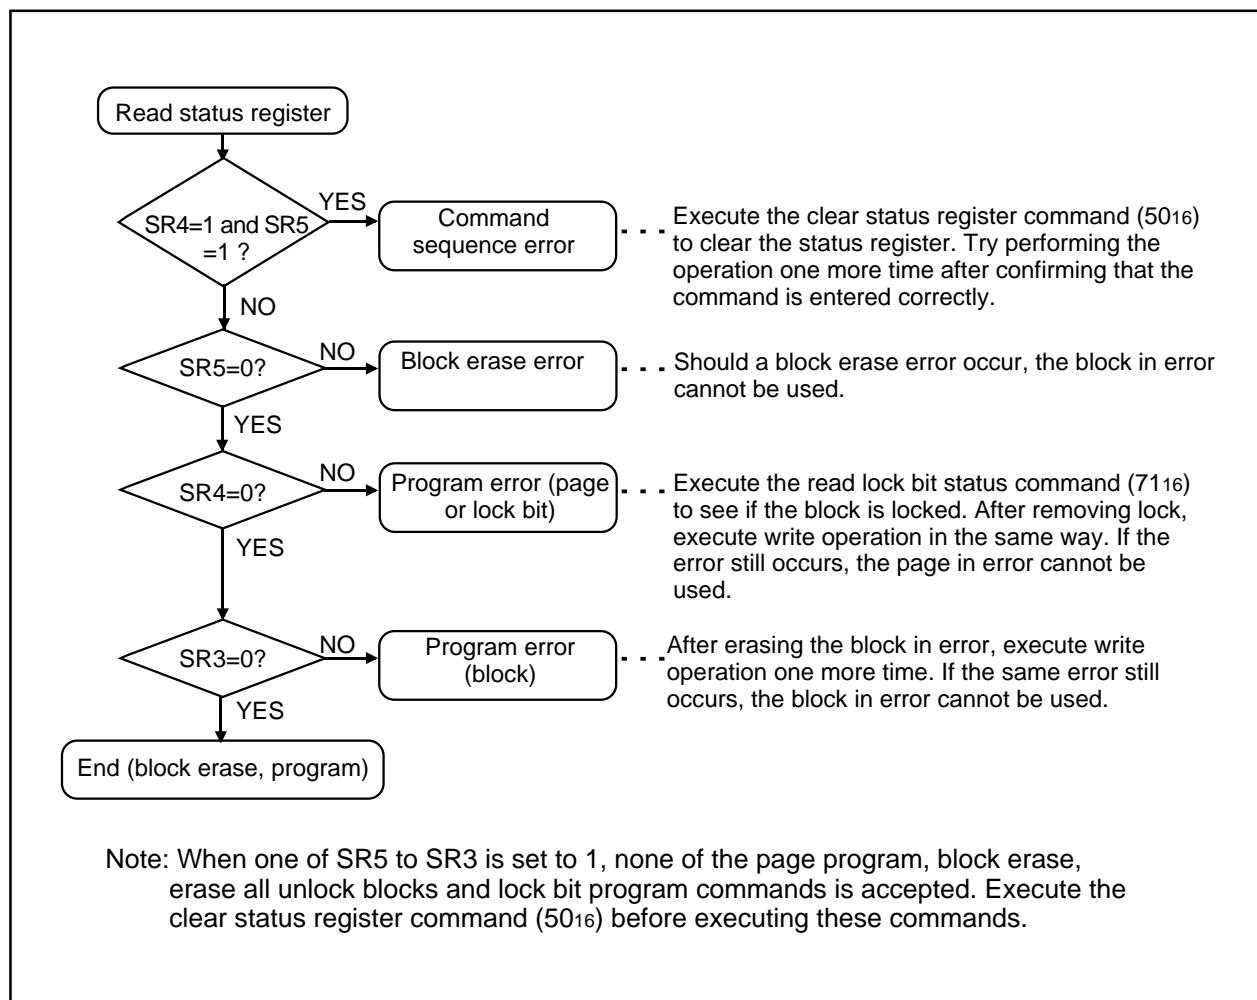 Read status register
SR4=1 and SR5
=1 ?
YES
Command
sequence error
Execute the clear status register command (5016)
to clear the status register. Try performing the
operation one more time after confirming that the
command is entered correctly.
NO
SR5=0?
NO
Block erase error
Should a block erase error occur, the block in error
cannot be used.
YES
SR4=0?
NO
Program error (page
or lock bit)
Execute the read lock bit status command (7116)
to see if the block is locked. After removing lock,
execute write operation in the same way. If the
error still occurs, the page in error cannot be
used.
YES
SR3=0?
NO
Program error
(block)
After erasing the block in error, execute write
operation one more time. If the same error still
occurs, the block in error cannot be used.
YES
End (block erase, program)
Note: When one of SR5 to SR3 is set to 1, none of the page program, block erase,
erase all unlock blocks and lock bit program commands is accepted. Execute the
clear status register command (5016) before executing these commands.